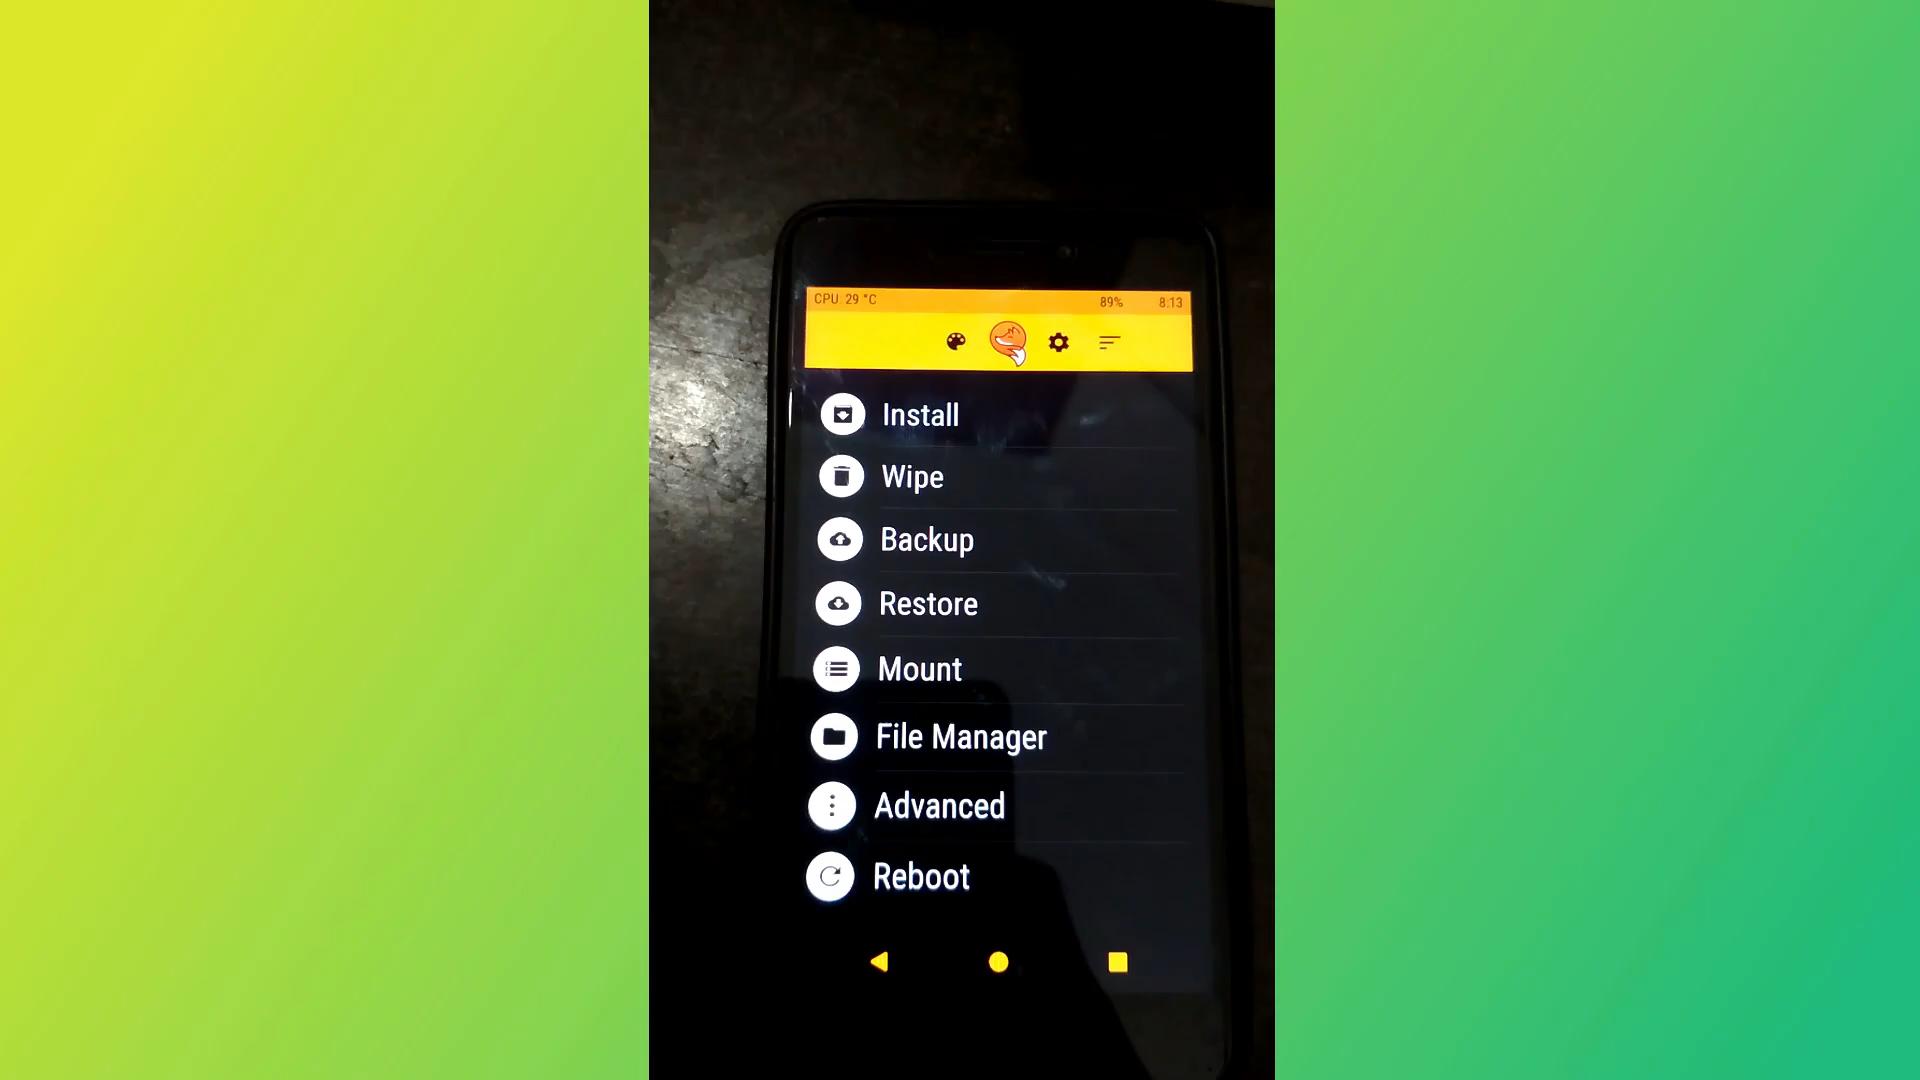 CPU: 29 °C 89% 8:13
Install
Wipe
Backup
Restore
Mount
File Manager
Advanced
Reboot